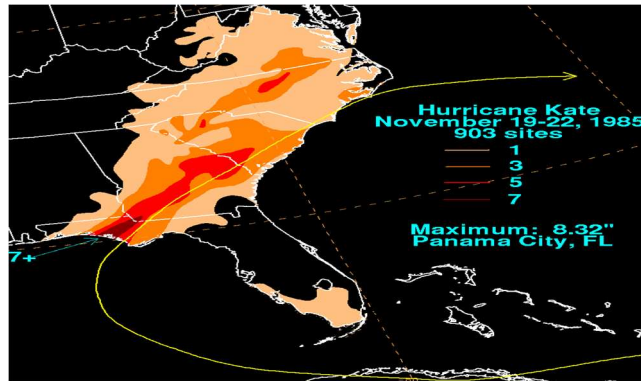 Hurricane Kate
November 19-22, 1985
903 sites
1
3
5
7
Maximum: 8.32"
Panama City, FL
7+